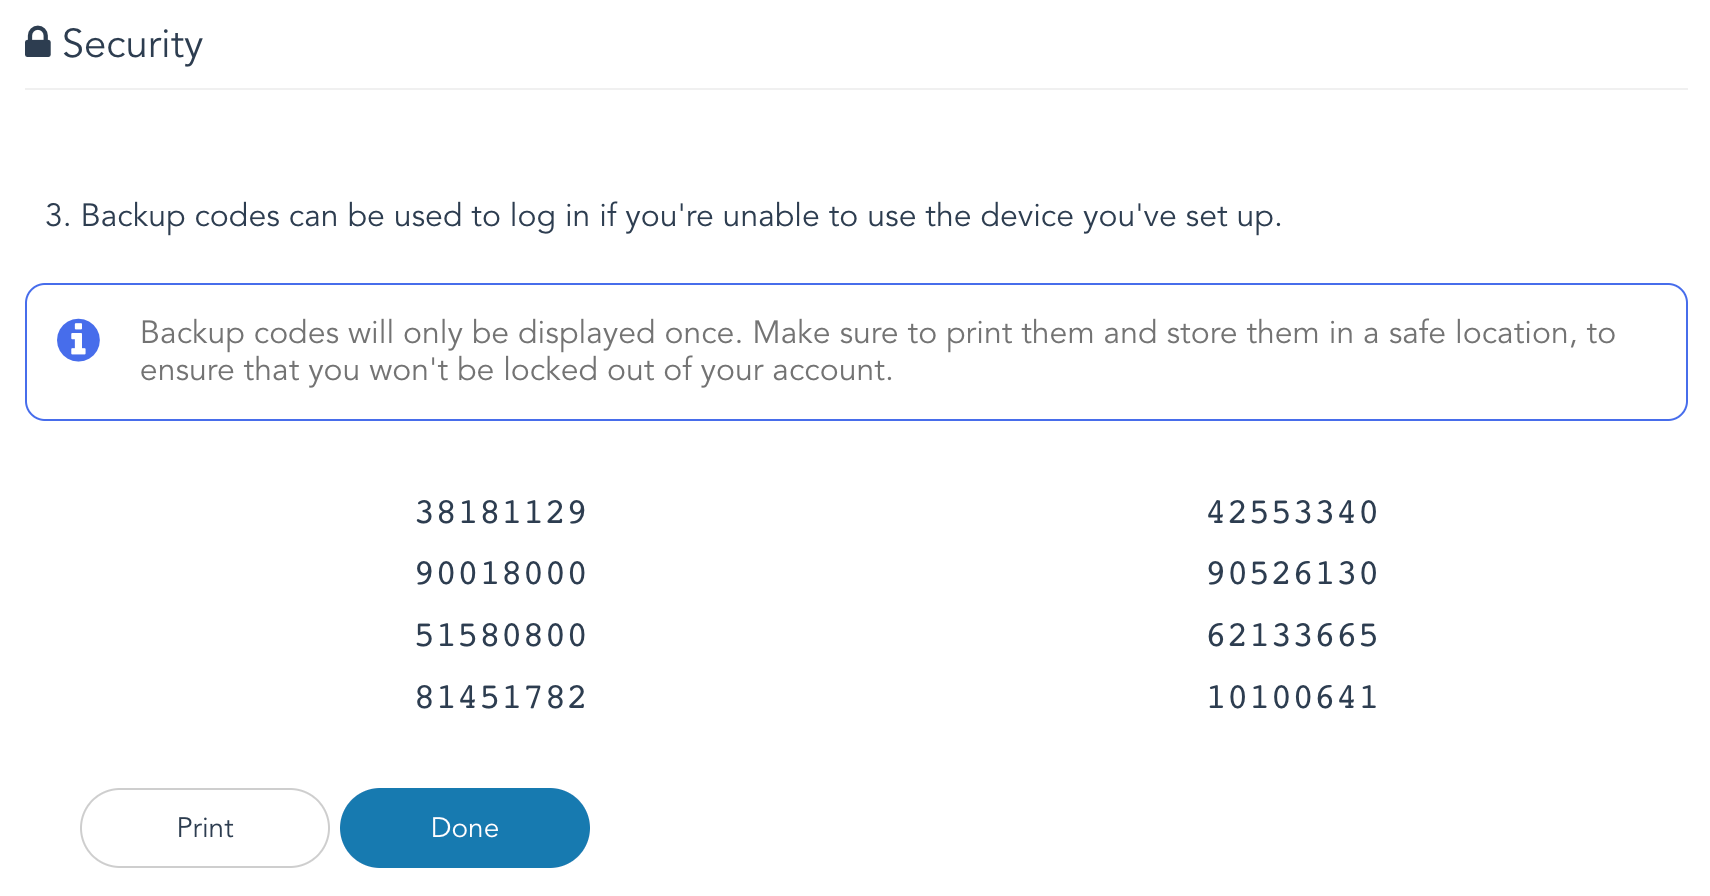 Security
3. Backup codes can be used to log in if you're unable to use the device you've set up.
Backup codes will only be displayed once. Make sure to print them and store them in a safe location, to
ensure that you won't be locked out of your account.
38181129 42553340
90018000 90526130
51580800 62133665
81451782 10100641
Print Done